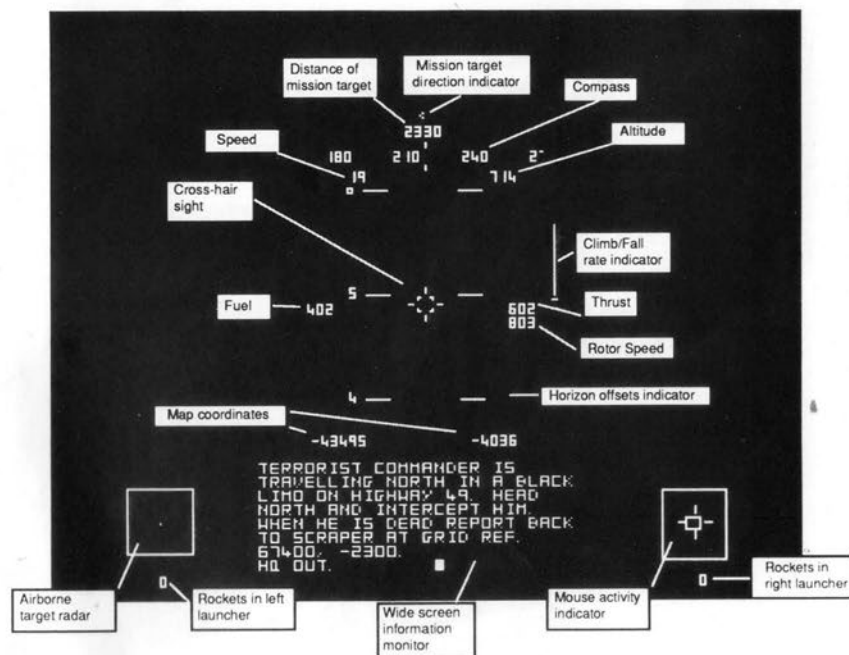 Distance of
mission target
Mission target
direction indicator
Compass
2330
Speed
Altitude
180 210 240 2
19
714
Cross-hair
sight
Climb/Fall
rate indicator
5
Fuel
402
602
Thrust
803
Rotor Speed
4
Horizon offsets indicator
Map coordinates
-43495 -4036
TERRORIST COMMANDER IS
TRAVELLING NORTH IN A BLACK
LIMO ON HIGHWAY 49. HEAD
NORTH AND INTERCEPT HIM.
WHEN HE IS DEAD REPORT BACK
TO SCRAPER AT GRID REF.
67400, -2300.
HQ OUT.
0
0
Airborne
target radar
Rockets in left
launcher
Wide screen
information
monitor
Mouse activity
indicator
Rockets in
right launcher